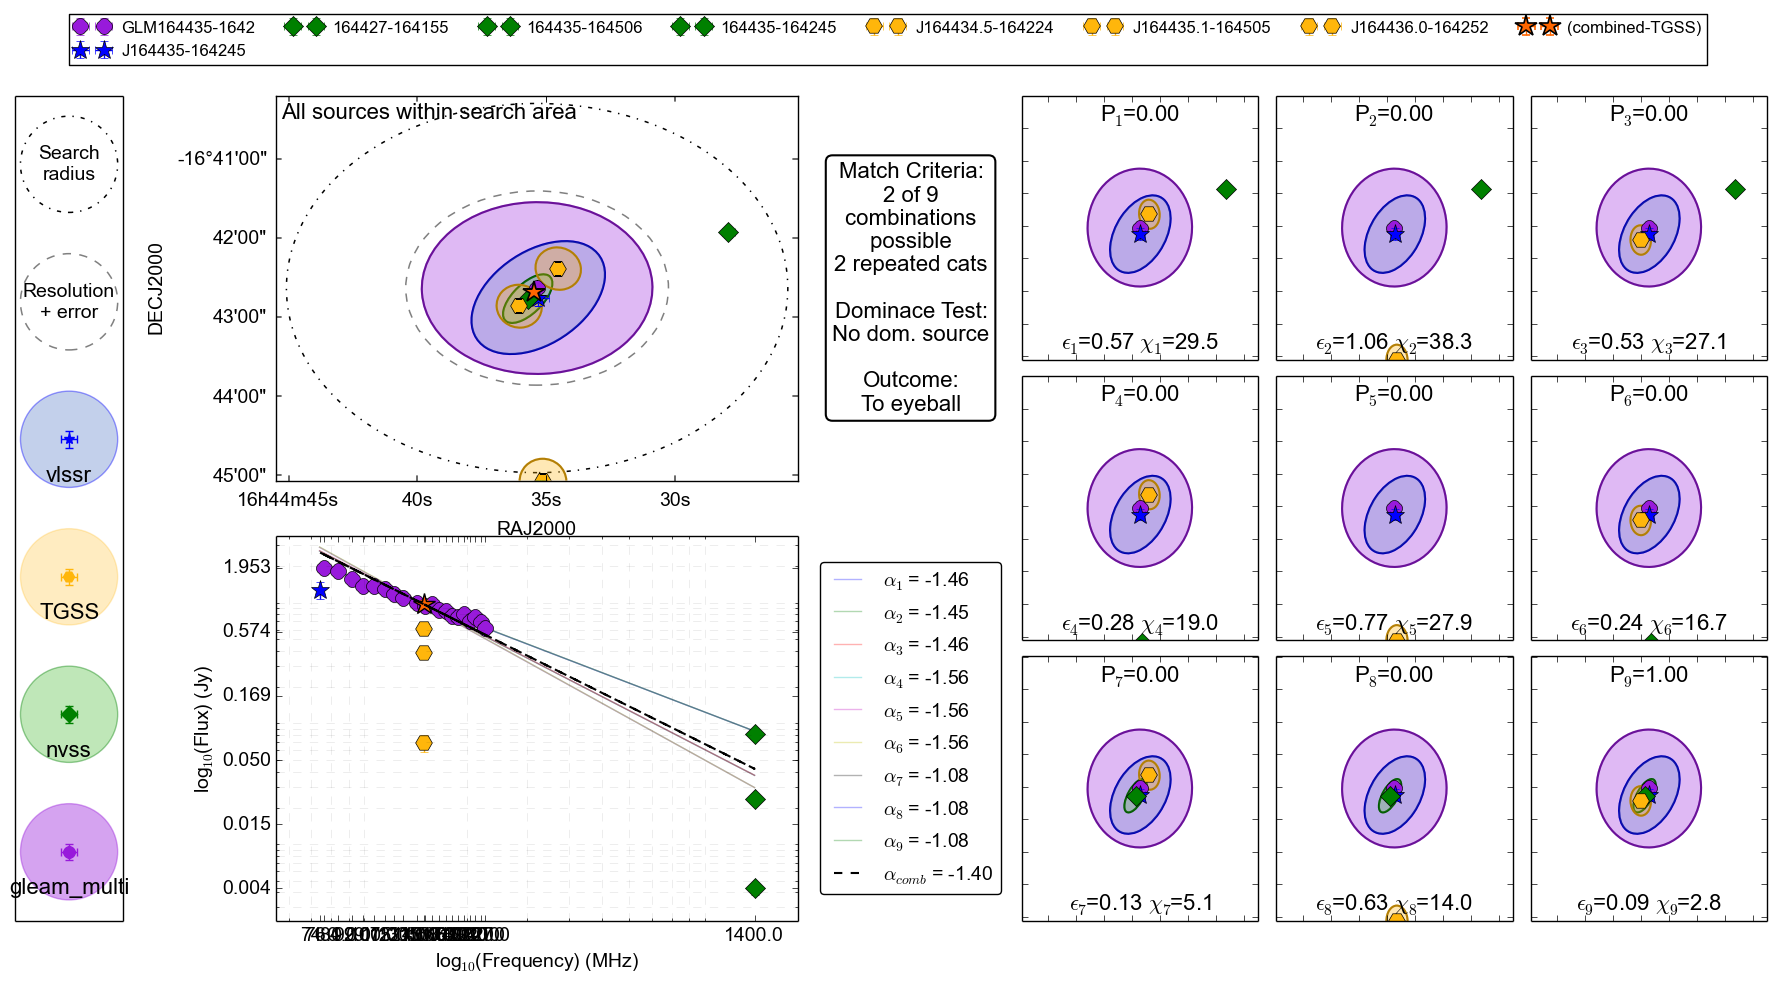 GLM164435-1642 164427-164155 164435-164506 164435-164245 J164434.5-164224 J164435.1-164505 J164436.0-164252 (combined-TGSS)
J164435-164245
Search
radius
Resolution
+ error
vlssr
TGSS
nvss
gleam_multi
All sources within search area
DECJ2000
-16°41'00"
42'00"
43'00"
44'00"
45'00"
16h44m45s 40s 35s 30s
RAJ2000
Match Criteria:
2 of 9
combinations
possible
2 repeated cats
Dominace Test:
No dom. source
Outcome:
To eyeball
log10(Flux) (Jy)
1.953
0.574
0.169
0.050
0.015
0.004
1400.0
log10(Frequency) (MHz)
α1 = -1.46
α2 = -1.45
α3 = -1.46
α4 = -1.56
α5 = -1.56
α6 = -1.56
α7 = -1.08
α8 = -1.08
α9 = -1.08
αcomb = -1.40
P1=0.00
ϵ1=0.57 χ1=29.5
P2=0.00
ϵ2=1.06 χ2=38.3
P3=0.00
ϵ3=0.53 χ3=27.1
P4=0.00
ϵ4=0.28 χ4=19.0
P5=0.00
ϵ5=0.77 χ5=27.9
P6=0.00
ϵ6=0.24 χ6=16.7
P7=0.00
ϵ7=0.13 χ7=5.1
P8=0.00
ϵ8=0.63 χ8=14.0
P9=1.00
ϵ9=0.09 χ9=2.8